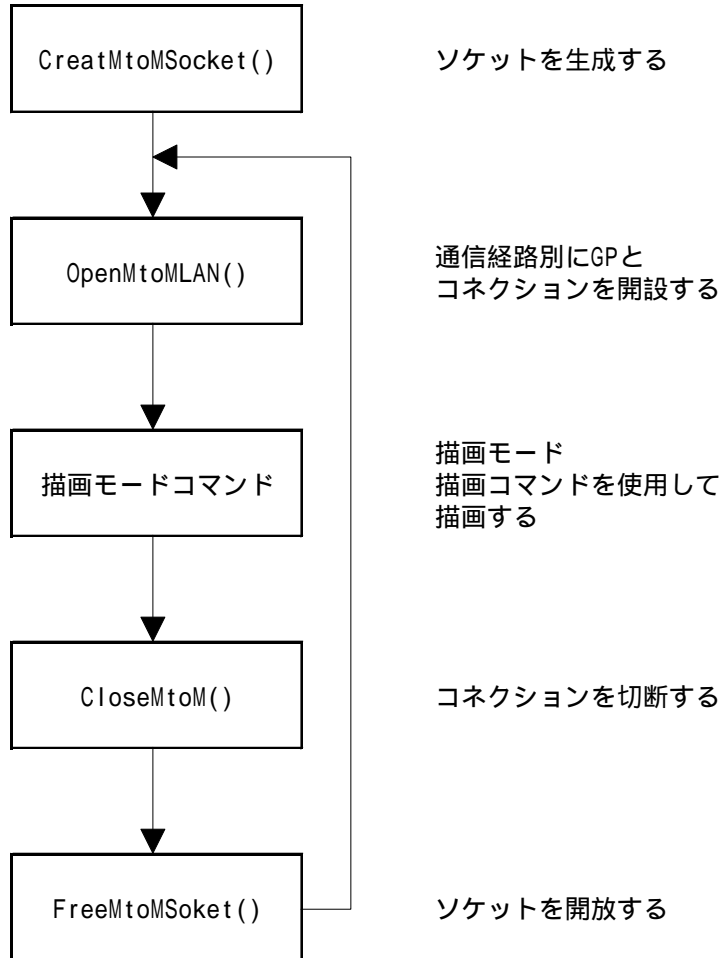 CreatMtoMSocket()
ソケットを生成する
OpenMtoMLAN()
通信経路別にGPと
コネクションを開設する
描画モードコマンド
描画モード
描画コマンドを使用して
描画する
CloseMtoM()
コネクションを切断する
FreeMtoMSoket()
ソケットを開放する